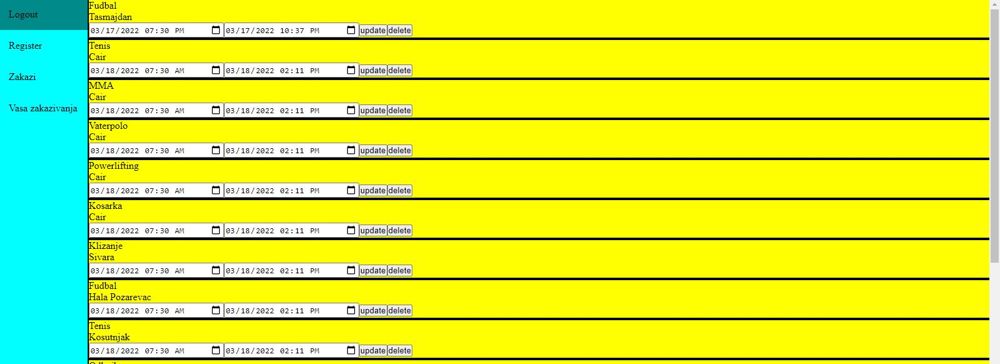 Logout
Register
Zakazi
Vasa zakazivanja
Fudbal
Tasmajdan
03/17/2022 07:30 PM 03/17/2022 10:37 PM update delete
Tenis
Cair
03/18/2022 07:30 AM 03/18/2022 02:11 PM update delete
MMA
Cair
03/18/2022 07:30 AM 03/18/2022 02:11 PM update delete
Vaterpolo
Cair
03/18/2022 07:30 AM 03/18/2022 02:11 PM update delete
Powerlifting
Cair
03/18/2022 07:30 AM 03/18/2022 02:11 PM update delete
Kosarka
Cair
03/18/2022 07:30 AM 03/18/2022 02:11 PM update delete
Klizanje
Sivara
03/18/2022 07:30 AM 03/18/2022 02:11 PM update delete
Fudbal
Hala Pozarevac
03/18/2022 07:30 AM 03/18/2022 02:11 PM update delete
Tenis
Kosutnjak
03/18/2022 07:30 AM 03/18/2022 02:11 PM update delete